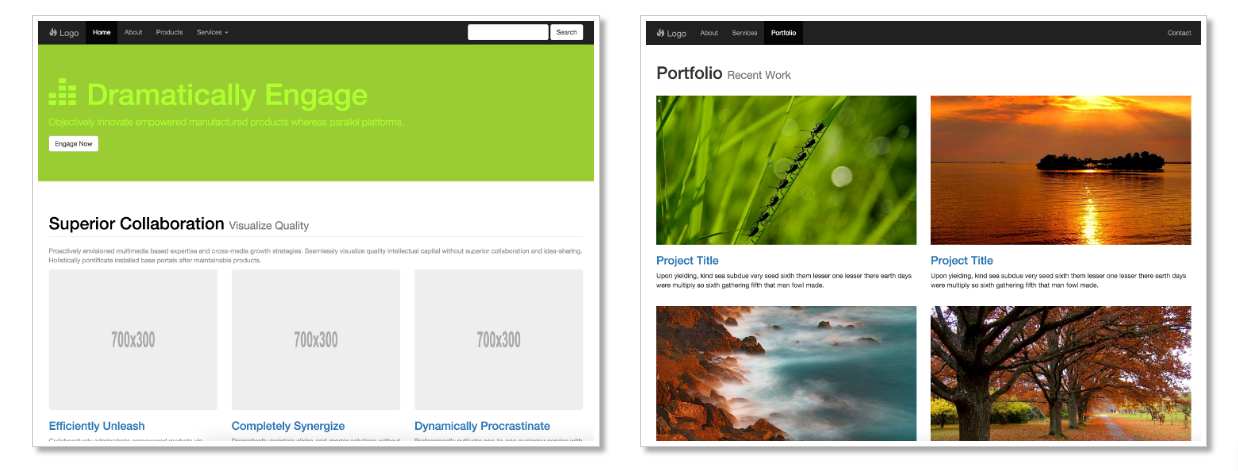 Logo Home About Products Services Search
Dramatically Engage
Objectively innovate empowered manufactured products whereas parallel platforms.
Engage Now
Superior Collaboration Visualize Quality
Proactively envisioned multimedia based expertise and cross-media growth strategies. Seamlessly visualize quality intellectual capital without superior collaboration and idea-sharing.
Holistically pontificate installed base portals after maintainable products.
700x300 700x300 700x300
Efficiently Unleash Completely Synergize Dynamically Procrastinate
Logo About Services Portfolio Contact
Portfolio Recent Work
Project Title Project Title
Upon yielding, kind sea subdue very seed sixth them lesser one lesser there earth days
were multiply so sixth gathering fifth that man fowl made.
Upon yielding, kind sea subdue very seed sixth them lesser one lesser there earth days
were multiply so sixth gathering fifth that man fowl made.